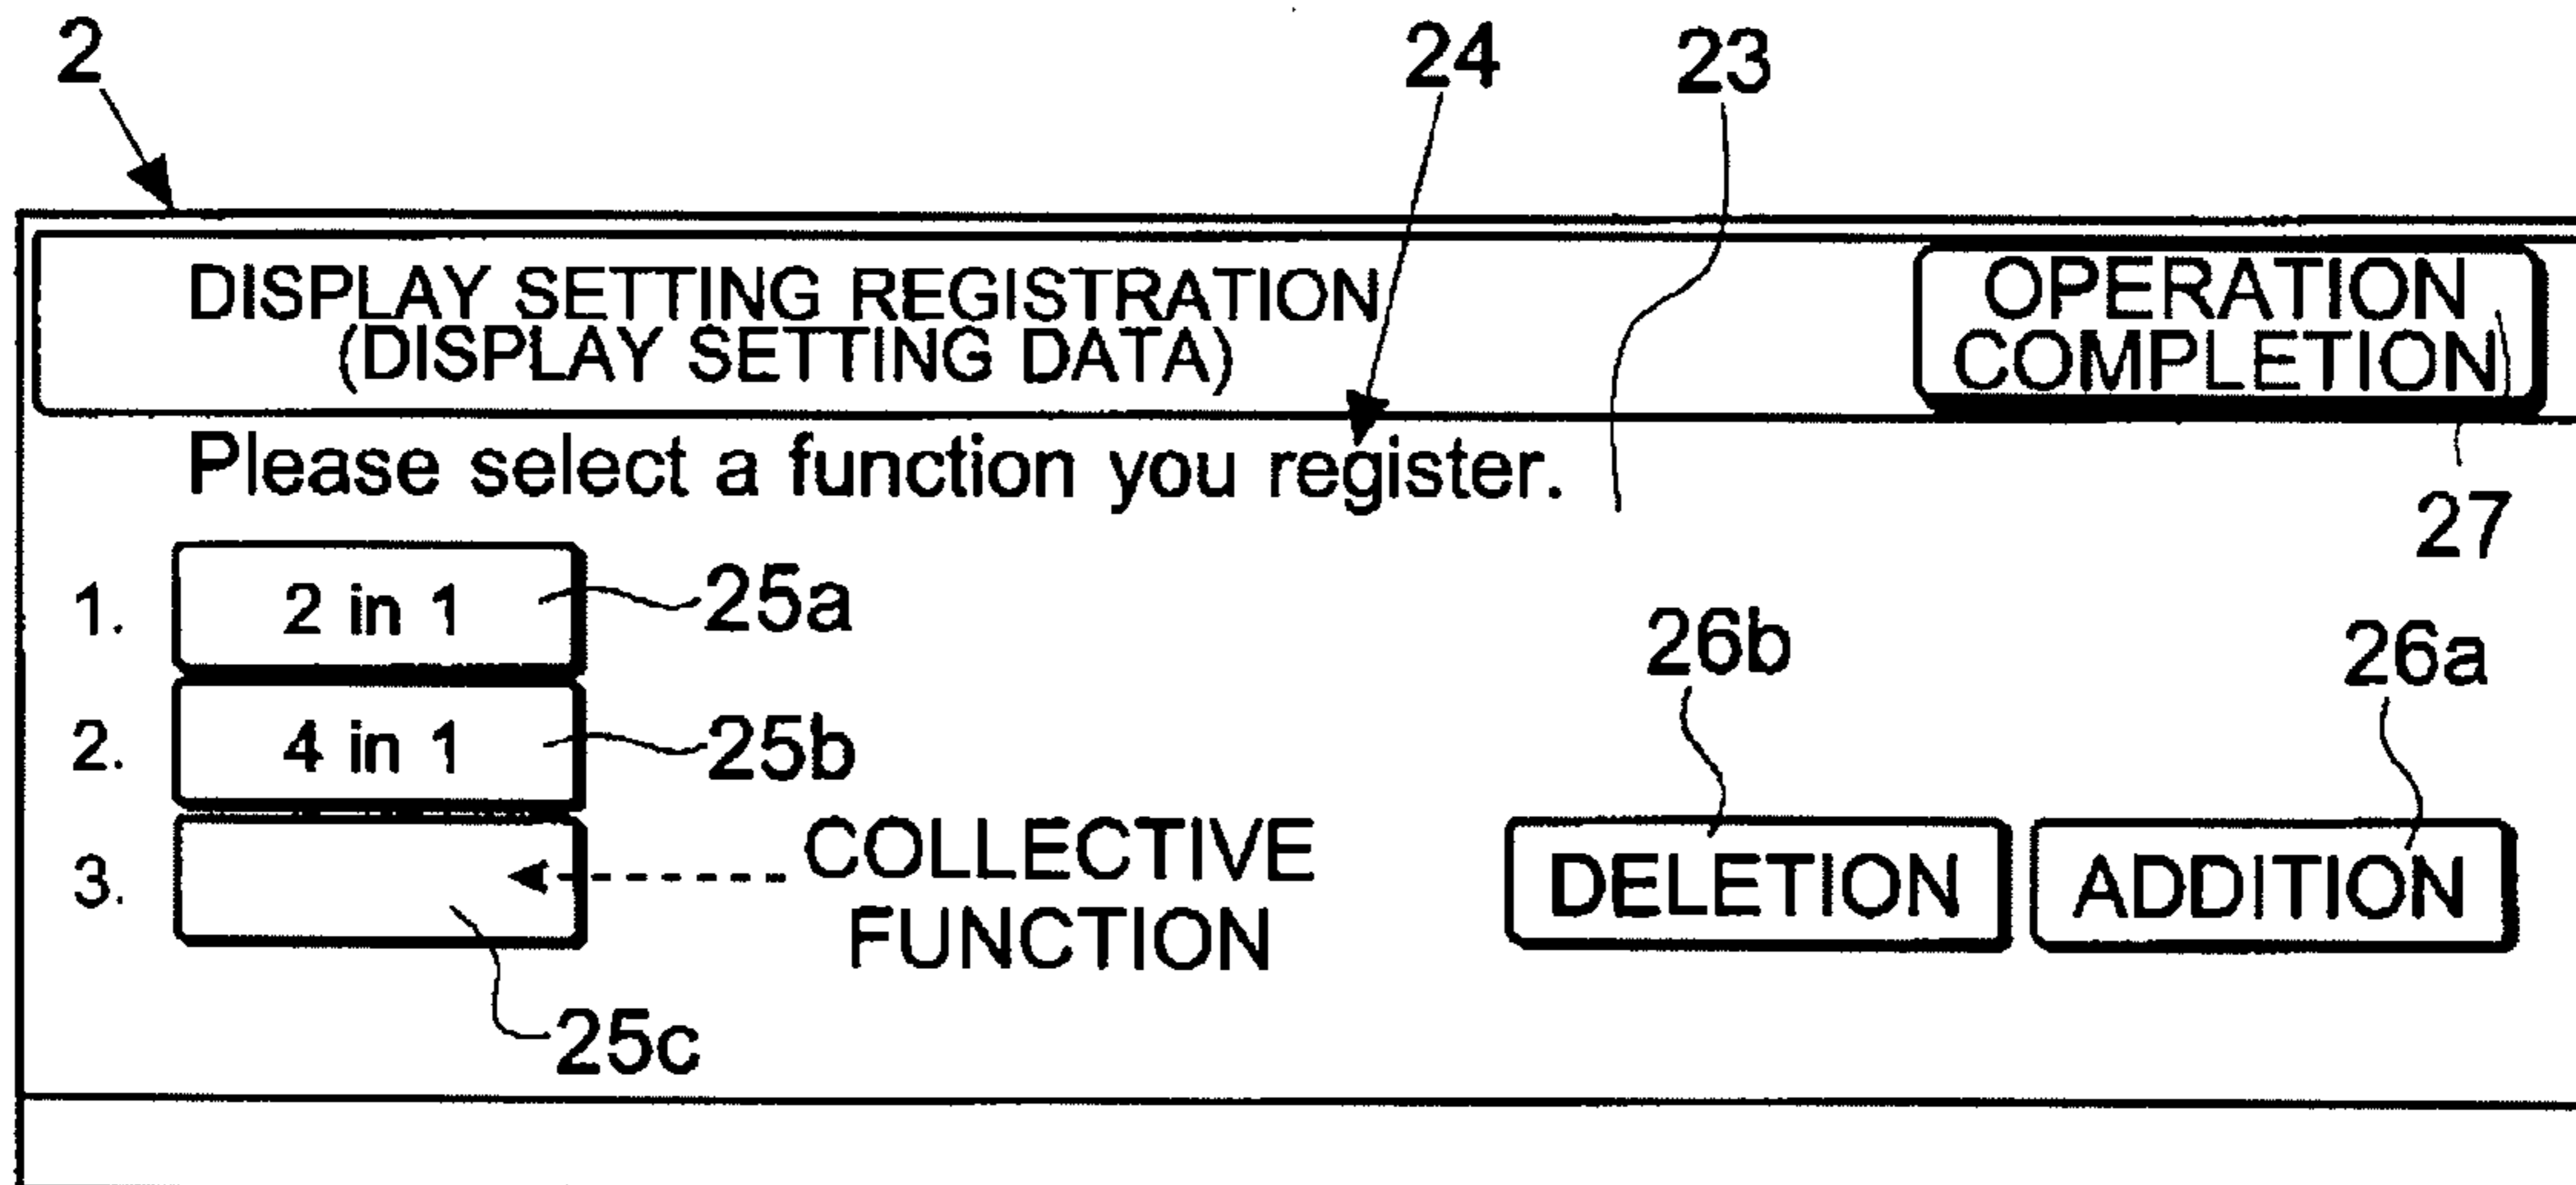 2
24
23
DISPLAY SETTING REGISTRATION
(DISPLAY SETTING DATA)
OPERATION
COMPLETION
Please select a function you register.
27
1.
2 in 1
25a
26b
26a
2.
4 in 1
25b
3.
COLLECTIVE
FUNCTION
DELETION
ADDITION
25c